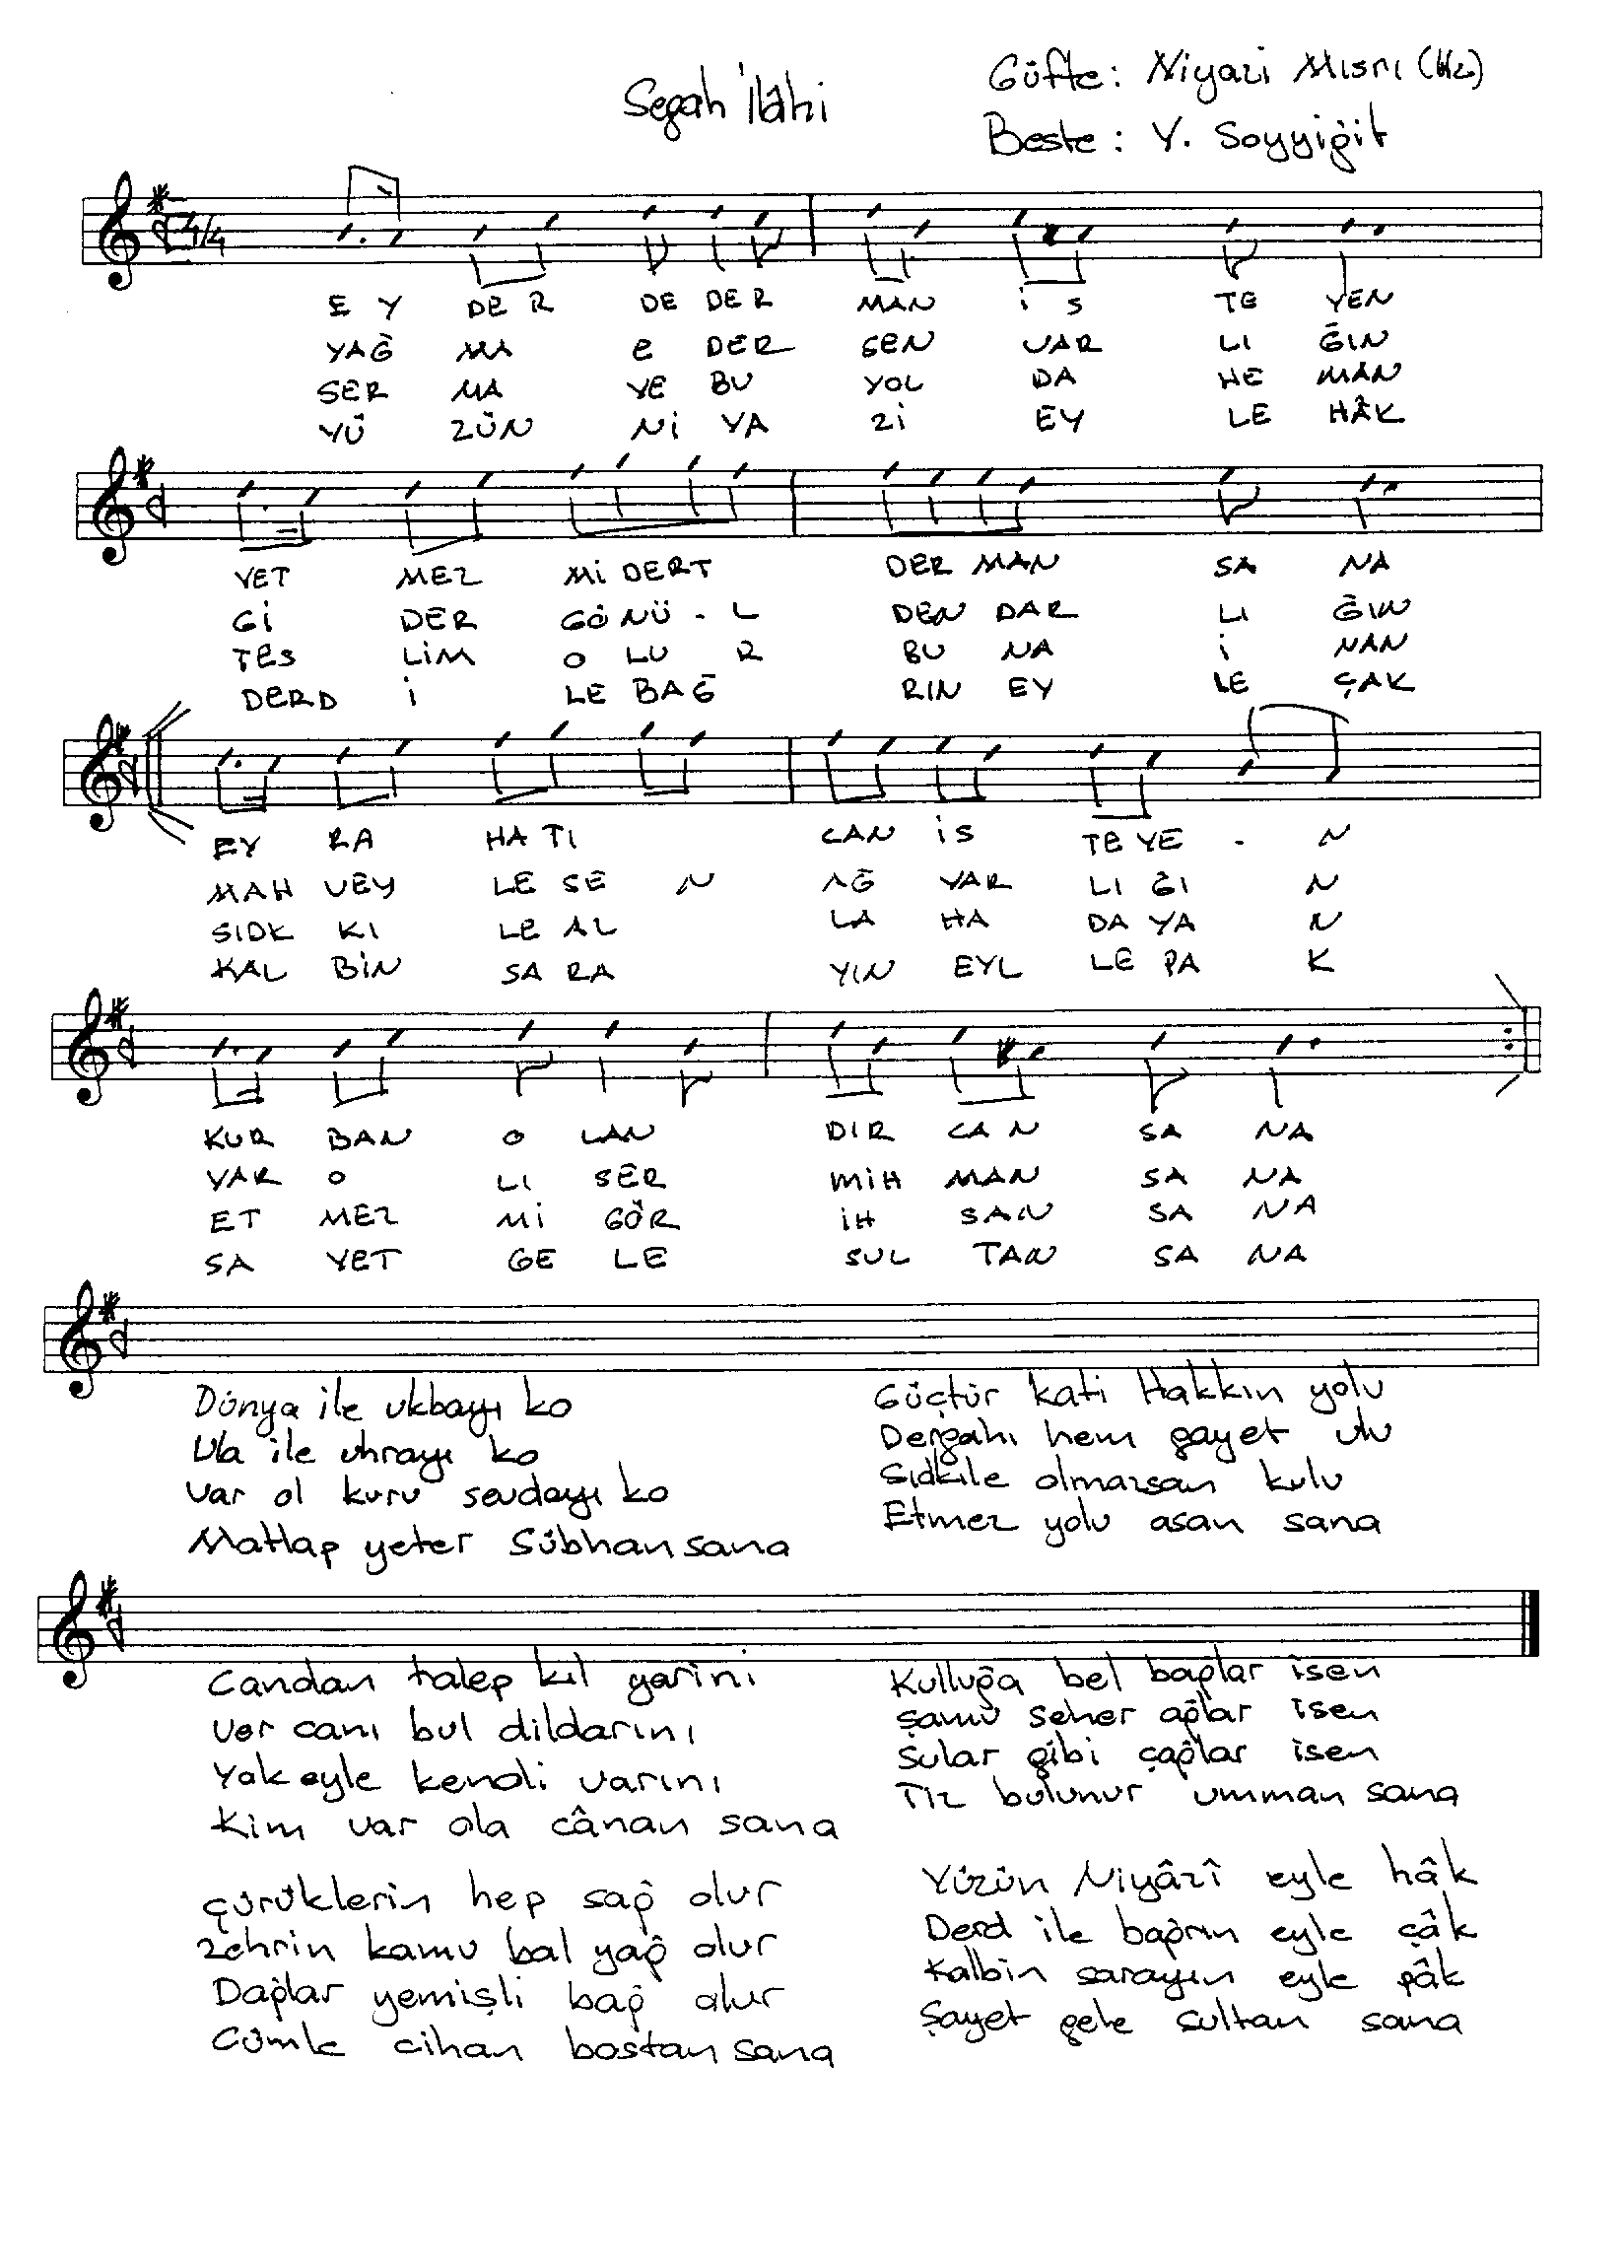 Segah İlâhi
Güfte: Niyazi Mısri (Hz)
Beste: Y. Soyyiğit
4/4
EY DER DE DER MAN İS TE YEN
YAĞ MA E DER SEN VAR LI ĞIN
SER MA YE BU YOL DA HE MAN
YÜ ZÜN Nİ YA Zİ EY LE HÂK
YET MEZ Mİ DERT DER MAN SA NA
Gİ DER GÖNÜ - L DEN DAR LI ĞIN
TES LİM O LU R BU NA İ NAN
DERD İ LE BAĞ RIN EY LE ÇAK
EY RA HA TI CAN İS TE YE - N
MAH VEY LE SE N AĞ YAR LI ĞI N
SIDK KI LE AL LA HA DA YA N
KAL BİN SA RA YIN EYL LE PA K
KUR BAN O LAN DIR CA N SA NA
YAR O LI SER MİH MAN SA NA
ET MEZ Mİ GÖR İH SAN SA NA
SA YET GE LE SUL TAN SA NA
Dünya ile ukbayı ko
Ula ile uhrayı ko
Var ol kuru sevdayı ko
Matlap yeter Sübhan sana
Güçtür kati Hakkın yolu
Dergahı hem gayet ulu
Sıdkile olmazsan kulu
Etmez yolu asan sana
Candan talep kıl yarini
Ver canı bul dildarını
Yok eyle kendi varını
Kim var ola cânan sana
Kulluğa bel bağlar isen
şamu seher ağlar isen
Sular gibi çağlar isen
Tiz bulunur umman sana
çürüklerin hep sağ olur
Zehrin kamu bal yağ olur
Dağlar yemişli bağ olur
Cümle cihan bostan sana
Yüzün Niyâzî eyle hâk
Derd ile bağrın eyle çâk
Kalbin sarayın eyle pâk
Şayet gele sultan sana